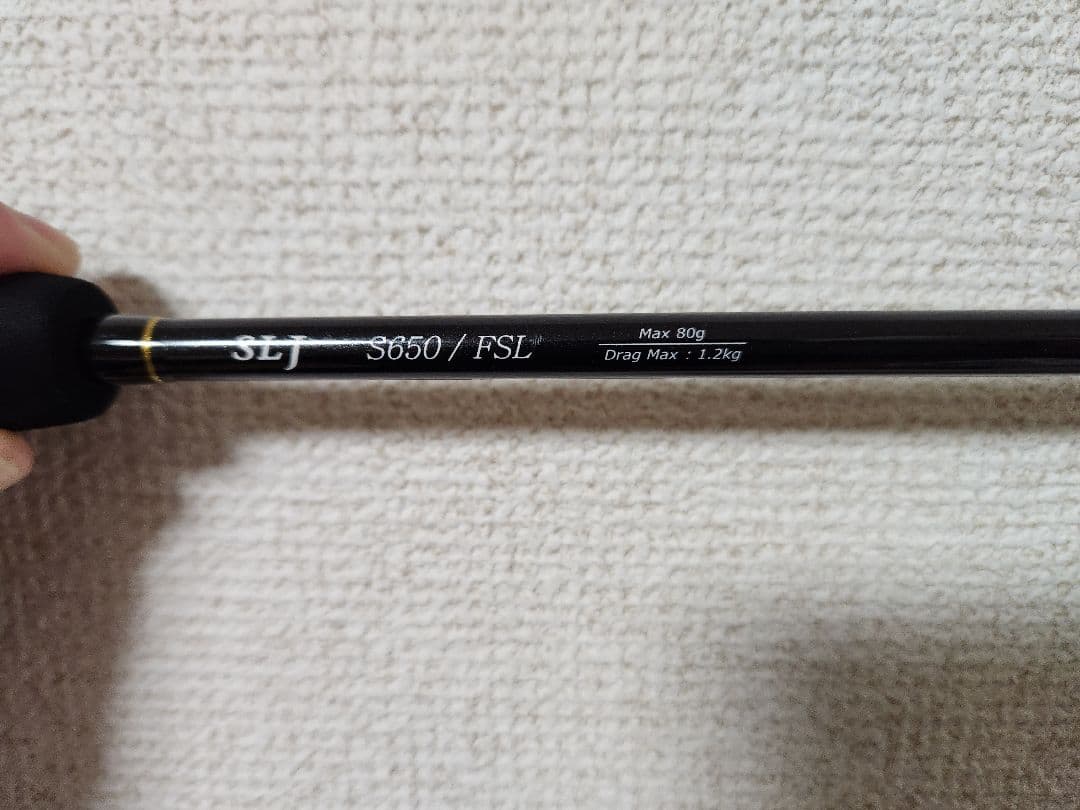 SLJ S650 / FSL Max 80g
Drag Max : 1.2kg